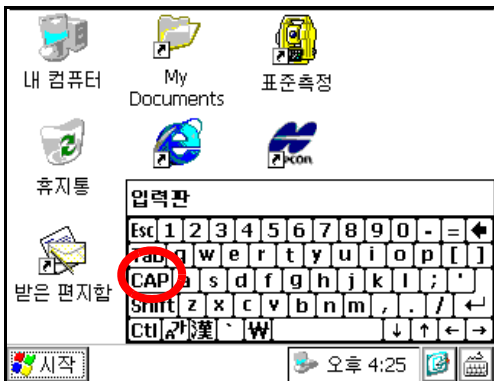 내 컴퓨터
My Documents
표준측정
휴지통
econ
받은 편지함
입력판
Esc 1 2 3 4 5 6 7 8 9 0 - =
Tab q w e r t y u i o p [ ]
CAP a s d f g h j k l ; '
Shift z x c v b n m , . /
Ctl 가 漢 ` ₩
시작
오후 4:25